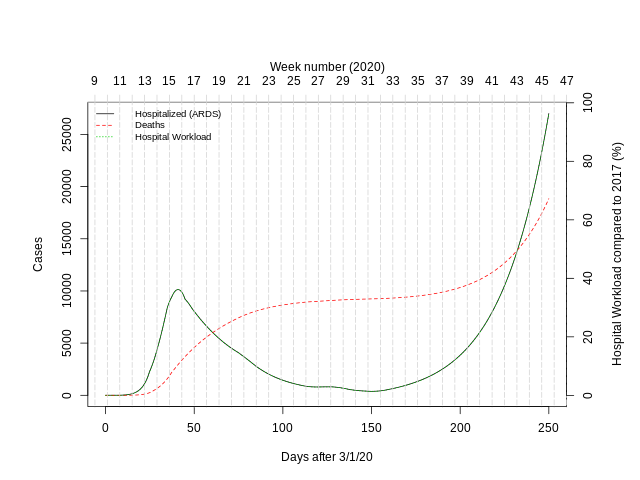 Week number (2020)
9 11 13 15 17 19 21 23 25 27 29 31 33 35 37 39 41 43 45 47
Hospitalized (ARDS)
Deaths
Hospital Workload
Cases
0 5000 10000 15000 20000 25000
Hospital Workload compared to 2017 (%)
0 20 40 60 80 100
0 50 100 150 200 250
Days after 3/1/20